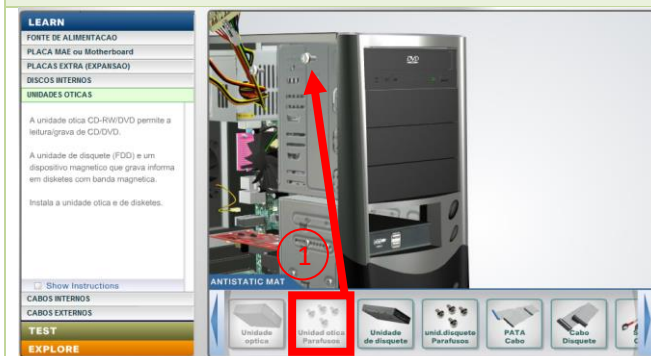 LEARN
FONTE DE ALIMENTACAO
PLACA MAE ou Motherboard
PLACAS EXTRA (EXPANSAO)
DISCOS INTERNOS
UNIDADES OTICAS
A unidade otica CD-RW/DVD permite a
leitura/grava de CD/DVD.
A unidade de disquete (FDD) e um
dispositivo magnetico que grava informa
em disketes com banda magnetica.
Instala a unidade otica e de disketes.
Show Instructions
CABOS INTERNOS
CABOS EXTERNOS
TEST
EXPLORE
DVD
1
ANTISTATIC MAT
Unidade
optica
Unidad otica
Parafusos
Unidade
de disquete
unid.disquete
Parafusos
PATA
Cabo
Cabo
Disquete